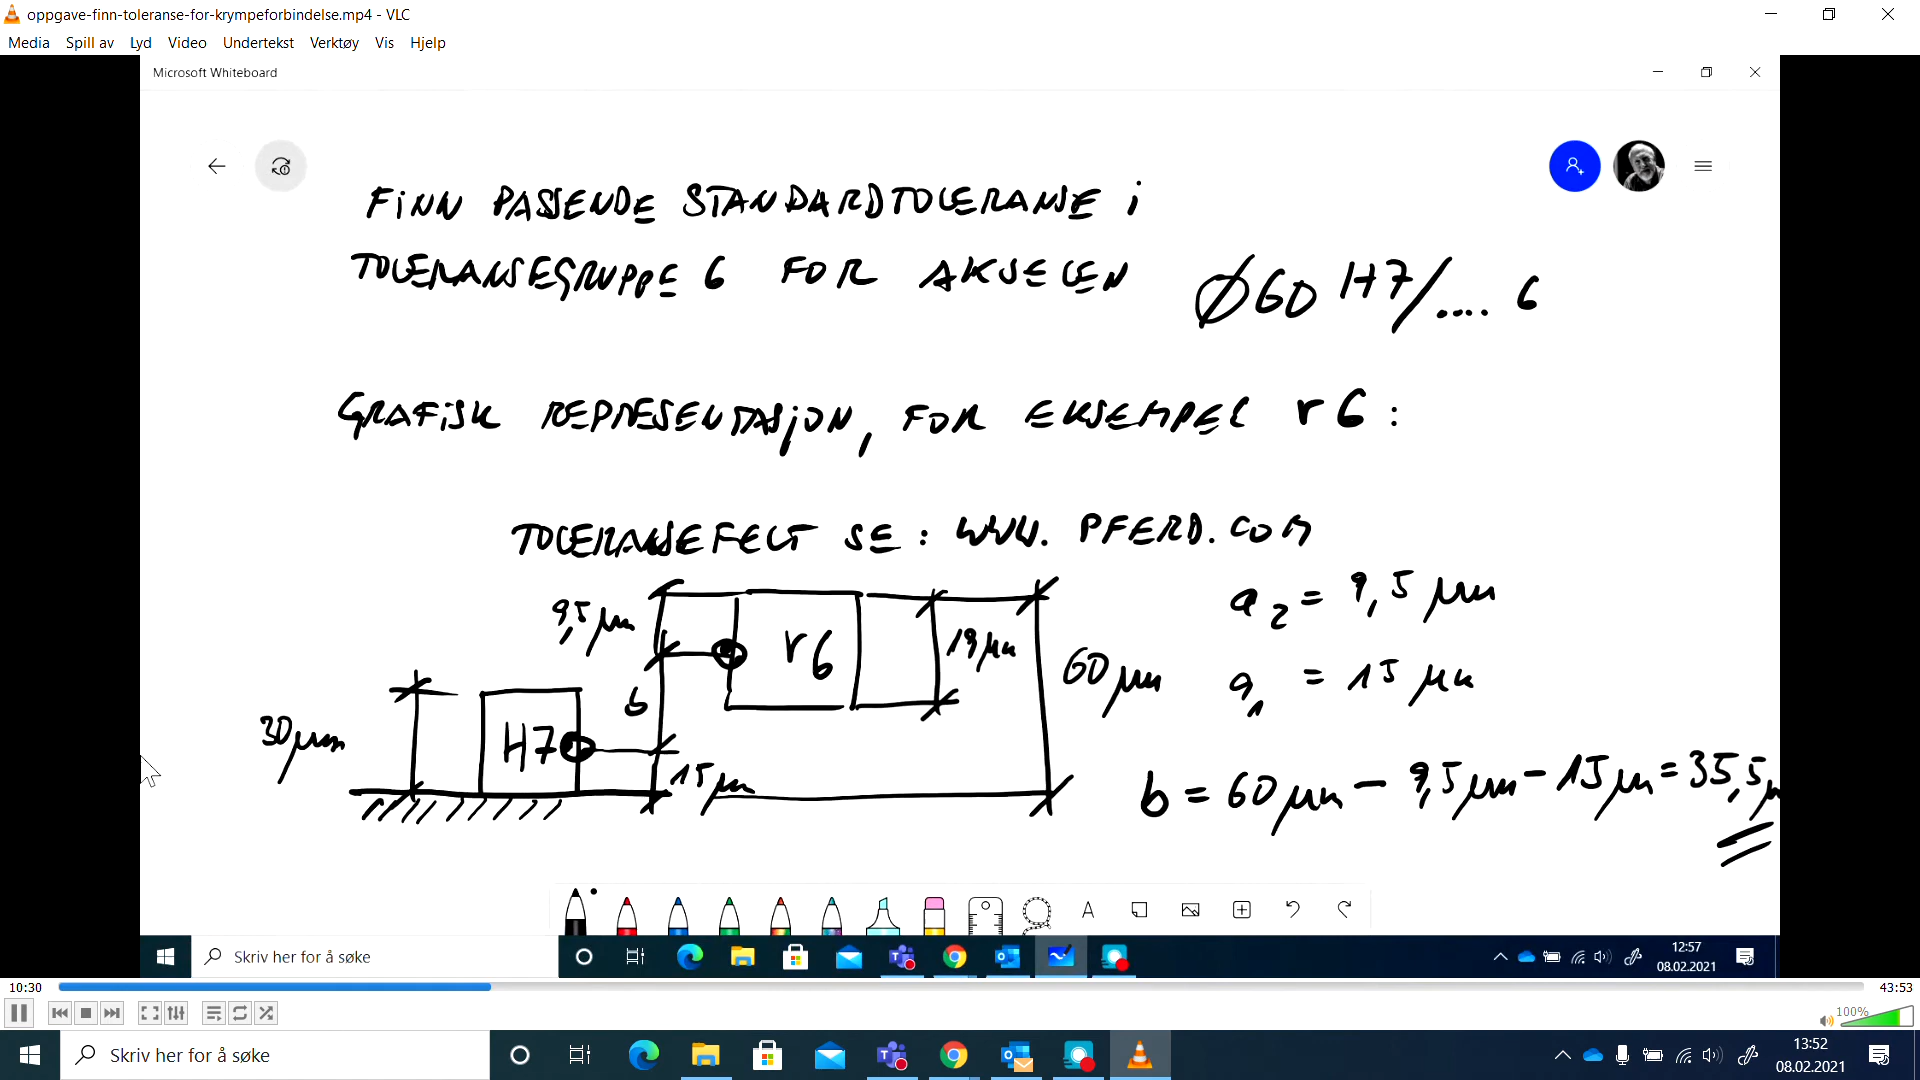 oppgave-finn-toleranse-for-krympeforbindelse.mp4 - VLC
Media Spill av Lyd Video Undertekst Verktøy Vis Hjelp
Microsoft Whiteboard
FINN PASSENDE STANDARDTOLERANSE i
TOLERANSEGRUPPE 6 FOR AKSELEN
Ø60 H7/.... 6
GRAFISK REPRESENTASJON, FOR EKSEMPEL r6:
TOLERANSEFELT SE: WWW. PFERD.COM
9,5 μm
r6
19 μm
60 μm
a2 = 9,5 μm
a1 = 15 μm
b
30 μm
H7
15 μm
b = 60 μm - 9,5 μm - 15 μm = 35,5 μ
Skriv her for å søke
12:57
08.02.2021
10:30
43:53
100%
Skriv her for å søke
13:52
08.02.2021